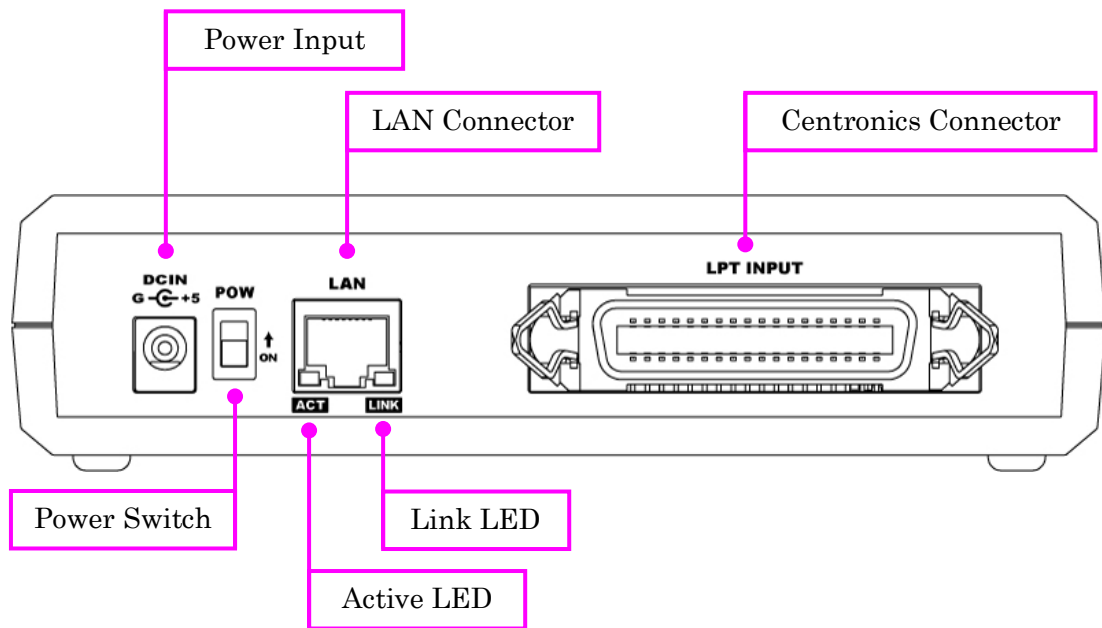 Power Input
LAN Connector
Centronics Connector
DCIN
G +5
POW
ON
LAN
LPT INPUT
ACT
LINK
Power Switch
Link LED
Active LED